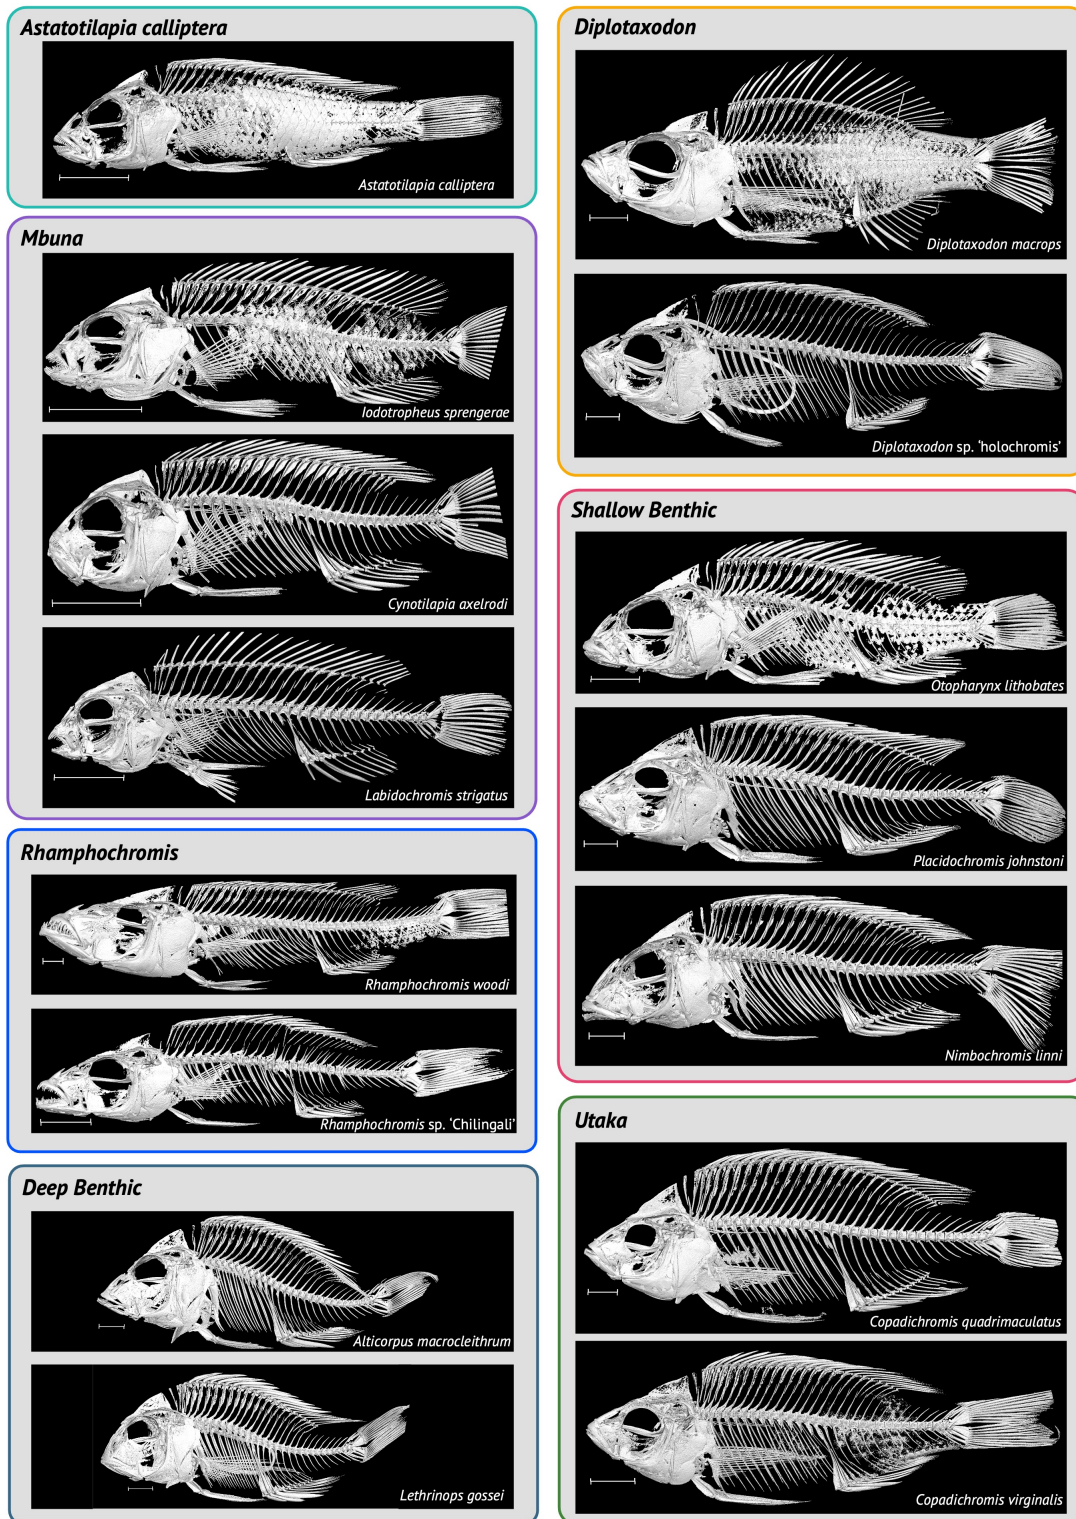 Astatotilapia calliptera
Astatotilapia calliptera
Mbuna
Iodotropheus sprengerae
Cynotilapia axelrodi
Labidochromis strigatus
Rhamphochromis
Rhamphochromis woodi
Rhamphochromis sp. ‘Chilingali’
Deep Benthic
Alticorpus macrocleithrum
Lethrinops gossei
Diplotaxodon
Diplotaxodon macrops
Diplotaxodon sp. ‘holochromis’
Shallow Benthic
Otopharynx lithobates
Placidochromis johnstoni
Nimbochromis linni
Utaka
Copadichromis quadrimaculatus
Copadichromis virginalis